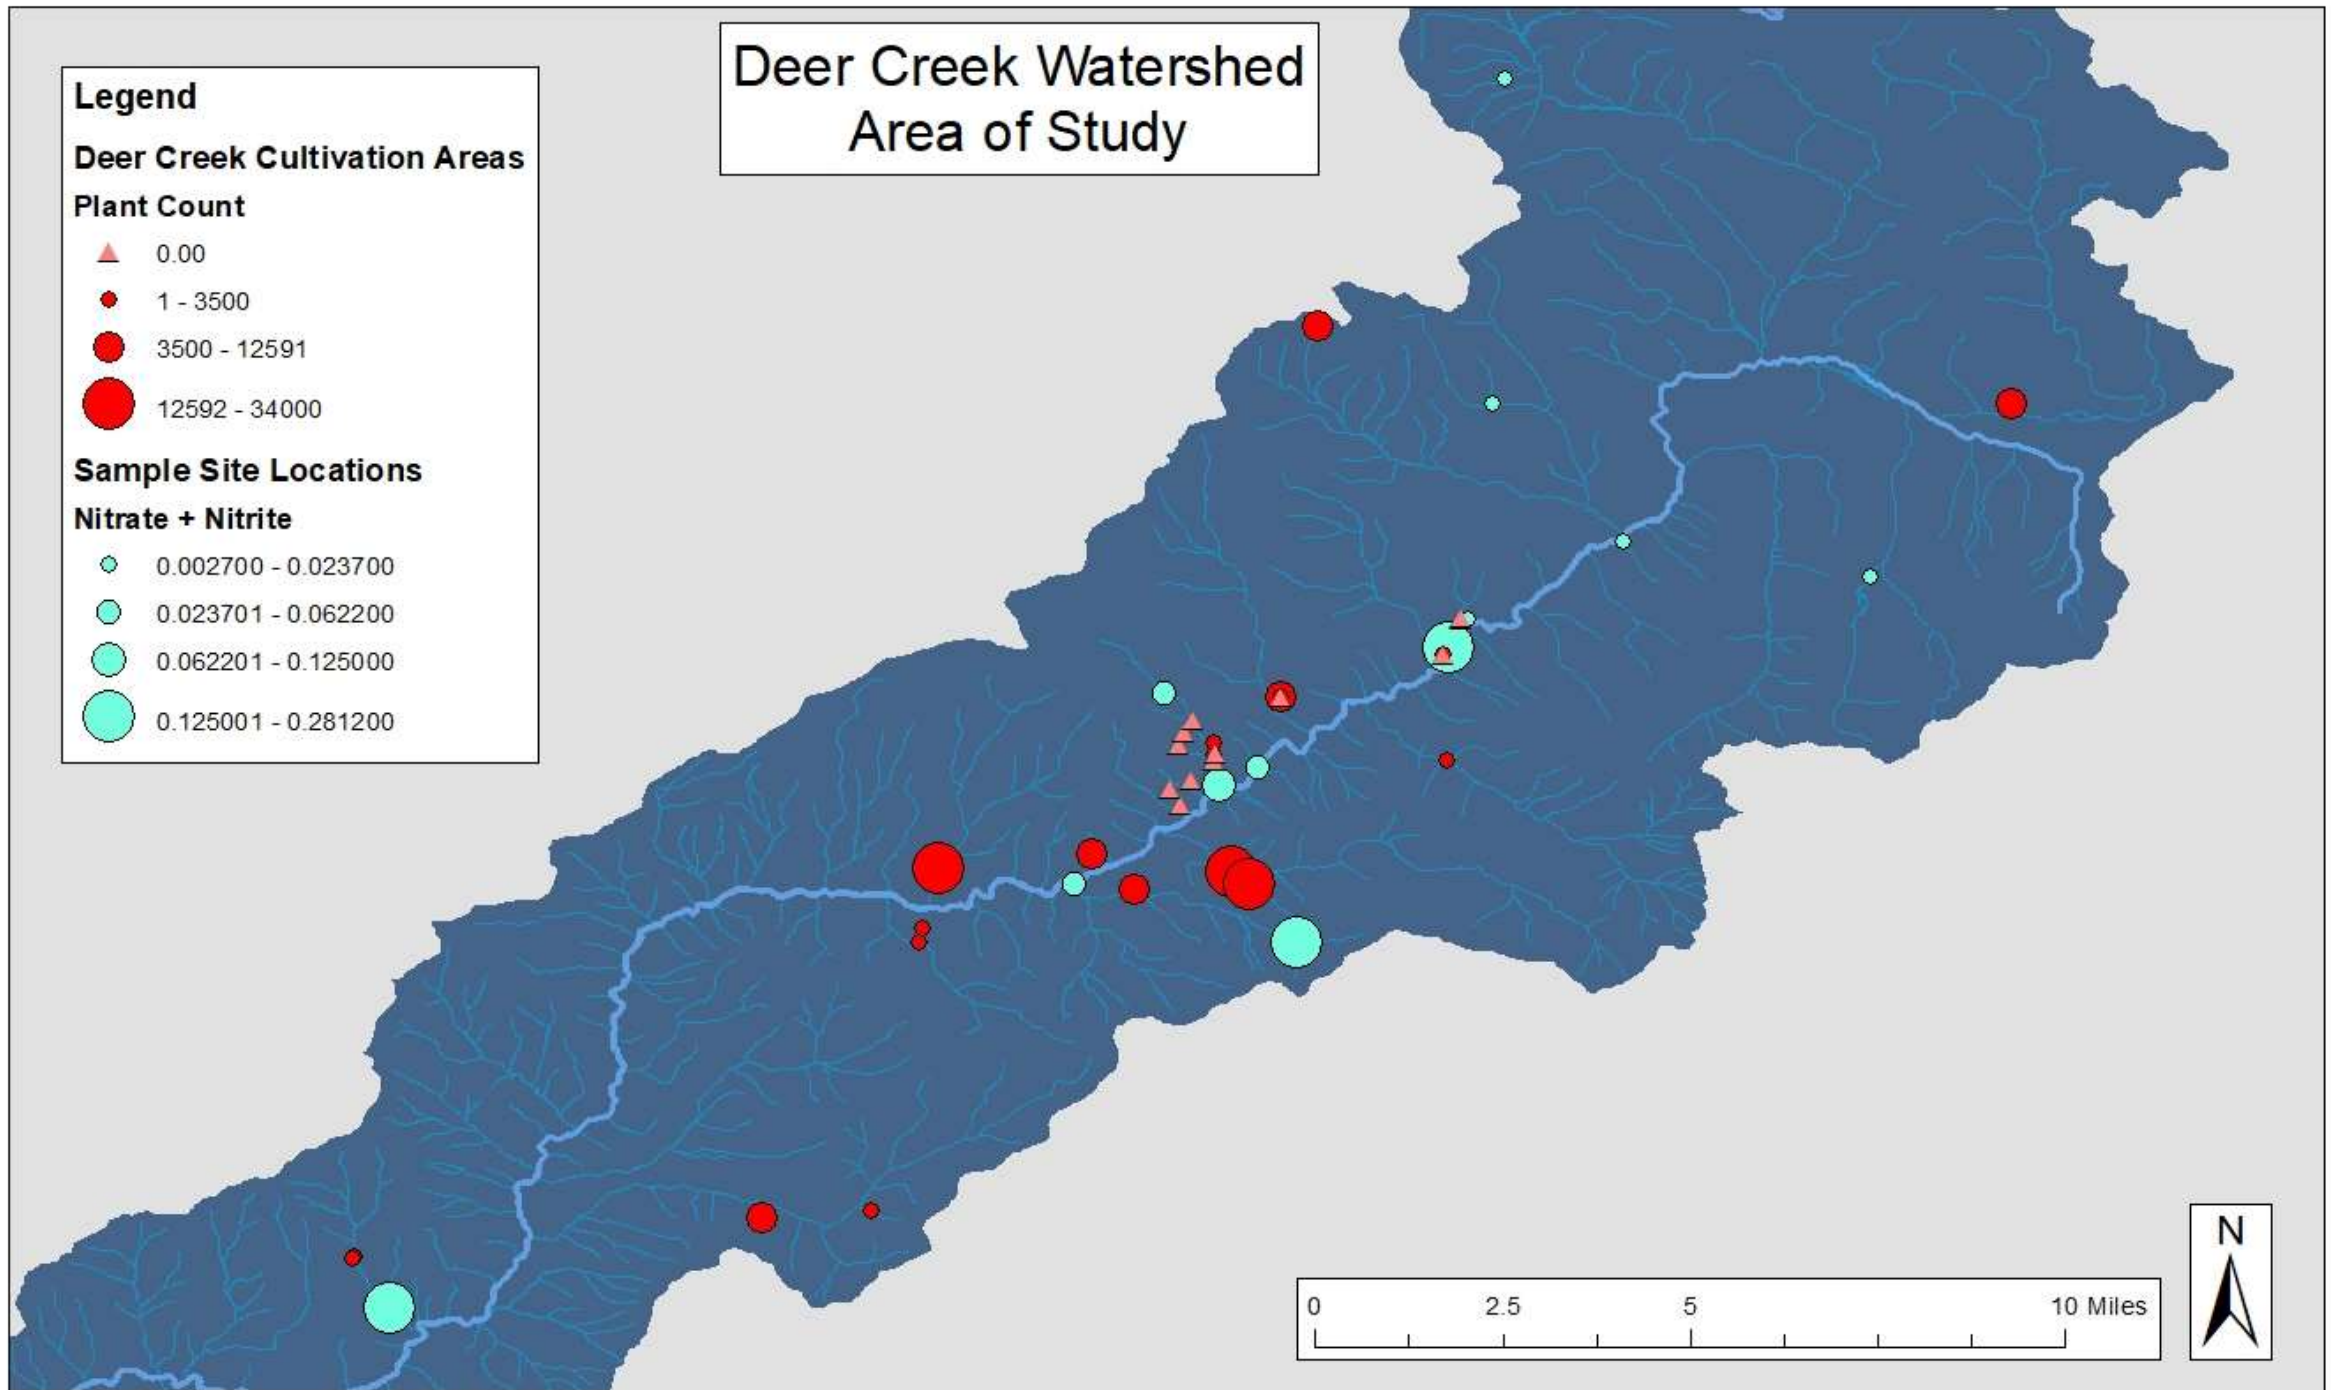 Deer Creek Watershed
Area of Study
Legend
Deer Creek Cultivation Areas
Plant Count
0.00
1 - 3500
3500 - 12591
12592 - 34000
Sample Site Locations
Nitrate + Nitrite
0.002700 - 0.023700
0.023701 - 0.062200
0.062201 - 0.125000
0.125001 - 0.281200
0 2.5 5 10 Miles
N